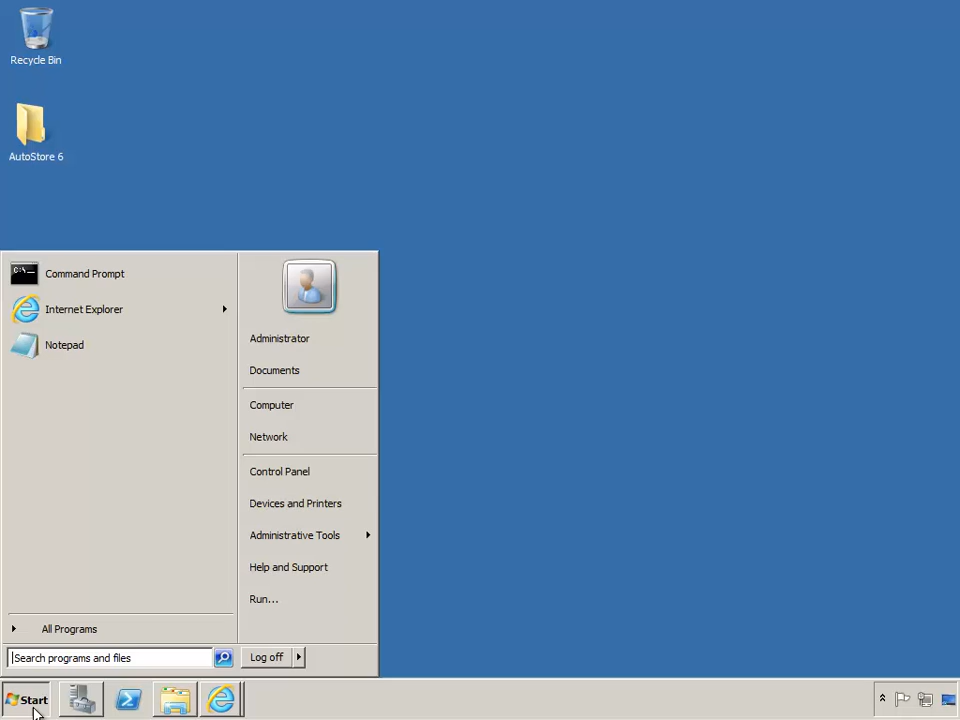 Recycle Bin
AutoStore 6
Command Prompt
Internet Explorer
Notepad
All Programs
Search programs and files
Administrator
Documents
Computer
Network
Control Panel
Devices and Printers
Administrative Tools
Help and Support
Run...
Log off
Start